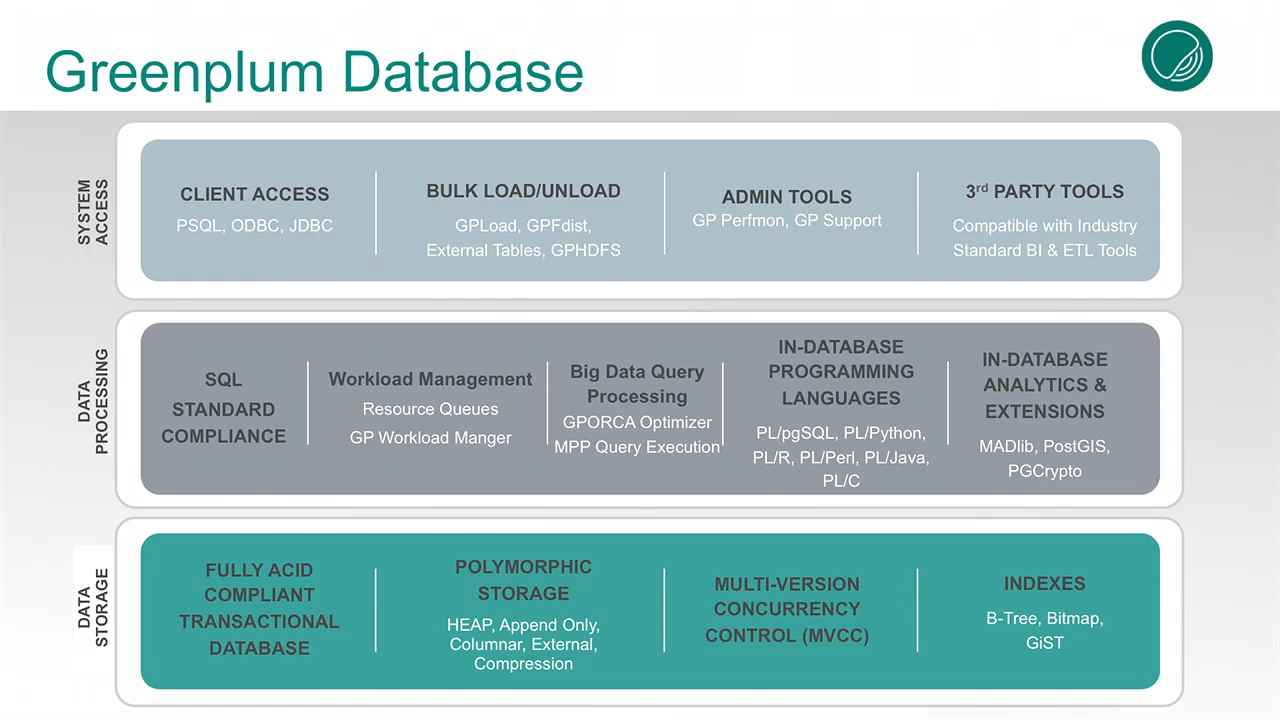 Greenplum Database
SYSTEM
ACCESS
CLIENT ACCESS
PSQL, ODBC, JDBC
BULK LOAD/UNLOAD
GPLoad, GPFdist,
External Tables, GPHDFS
ADMIN TOOLS
GP Perfmon, GP Support
3rd PARTY TOOLS
Compatible with Industry
Standard BI & ETL Tools
DATA
PROCESSING
SQL
STANDARD
COMPLIANCE
Workload Management
Resource Queues
GP Workload Manger
Big Data Query
Processing
GPORCA Optimizer
MPP Query Execution
IN-DATABASE
PROGRAMMING
LANGUAGES
PL/pgSQL, PL/Python,
PL/R, PL/Perl, PL/Java,
PL/C
IN-DATABASE
ANALYTICS &
EXTENSIONS
MADlib, PostGIS,
PGCrypto
DATA
STORAGE
FULLY ACID
COMPLIANT
TRANSACTIONAL
DATABASE
POLYMORPHIC
STORAGE
HEAP, Append Only,
Columnar, External,
Compression
MULTI-VERSION
CONCURRENCY
CONTROL (MVCC)
INDEXES
B-Tree, Bitmap,
GiST